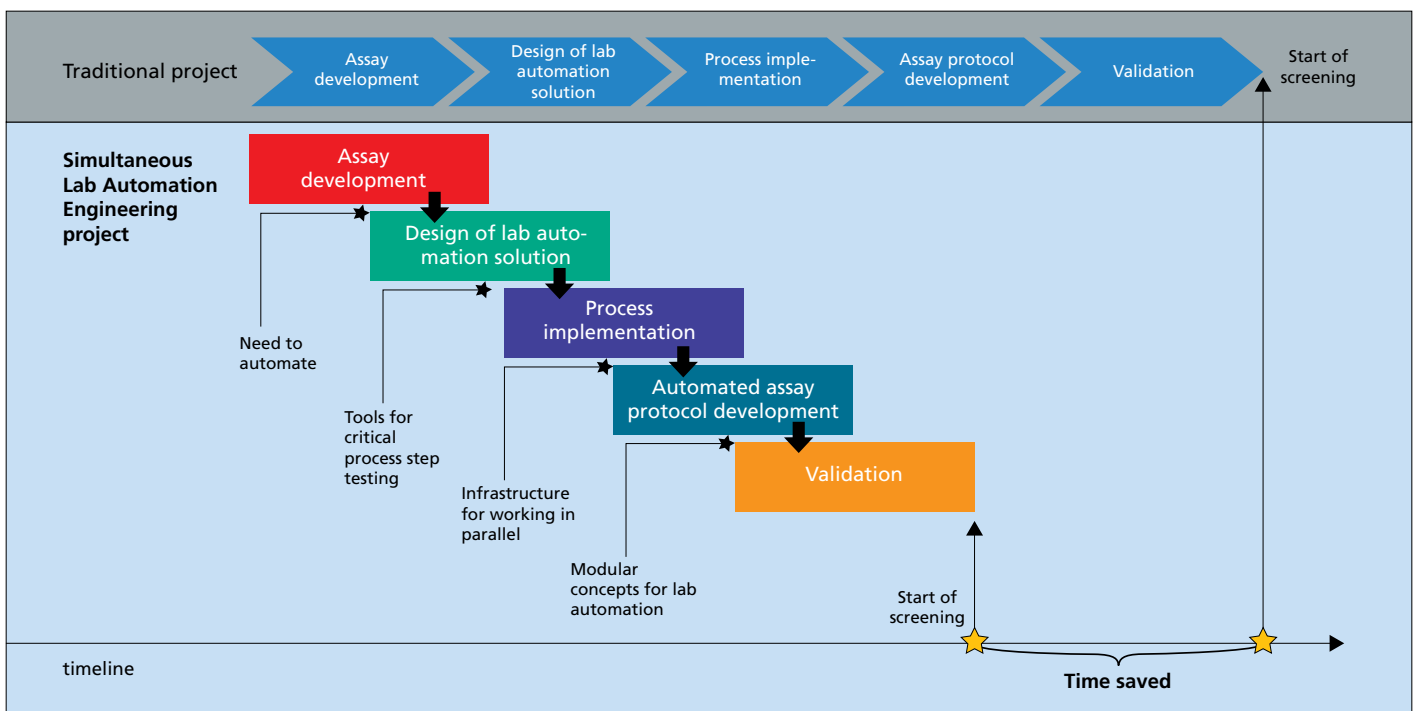 Traditional project
Assay
development
Design of lab
automation
solution
Process imple-
mentation
Assay protocol
development
Validation
Start of
screening
Simultaneous
Lab Automation
Engineering
project
Assay
development
Design of lab auto-
mation solution
Process
implementation
Automated assay
protocol development
Validation
Need to
automate
Tools for
critical
process step
testing
Infrastructure
for working in
parallel
Modular
concepts for lab
automation
Start of
screening
timeline
Time saved